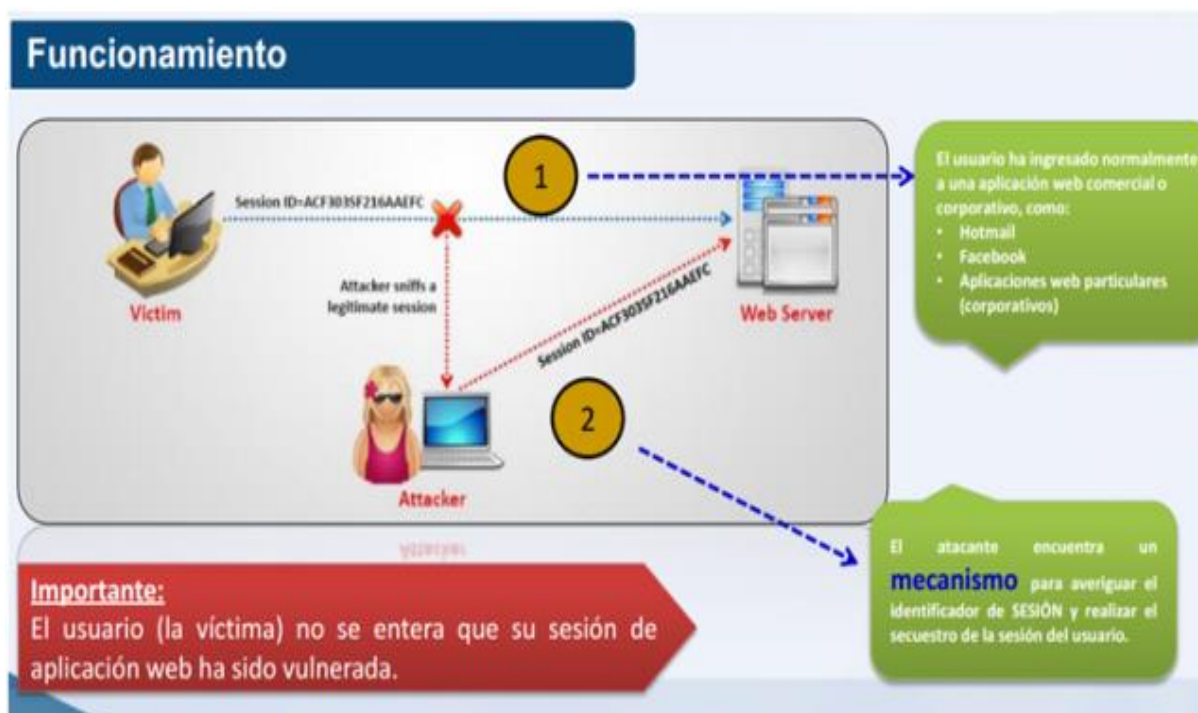 Funcionamiento
1
Session ID=ACF3035F216AAEFC
Attacker sniffs a
legitimate session
Victim
Session ID=ACF3035F216AAEFC
Web Server
2
Attacker
El usuario ha ingresado normalmente
a una aplicación web comercial o
corporativo, como:
• Hotmail
• Facebook
• Aplicaciones web particulares
(corporativos)
El atacante encuentra un
mecanismo para averiguar el
identificador de SESIÓN y realizar el
secuestro de la sesión del usuario.
Importante:
El usuario (la víctima) no se entera que su sesión de
aplicación web ha sido vulnerada.